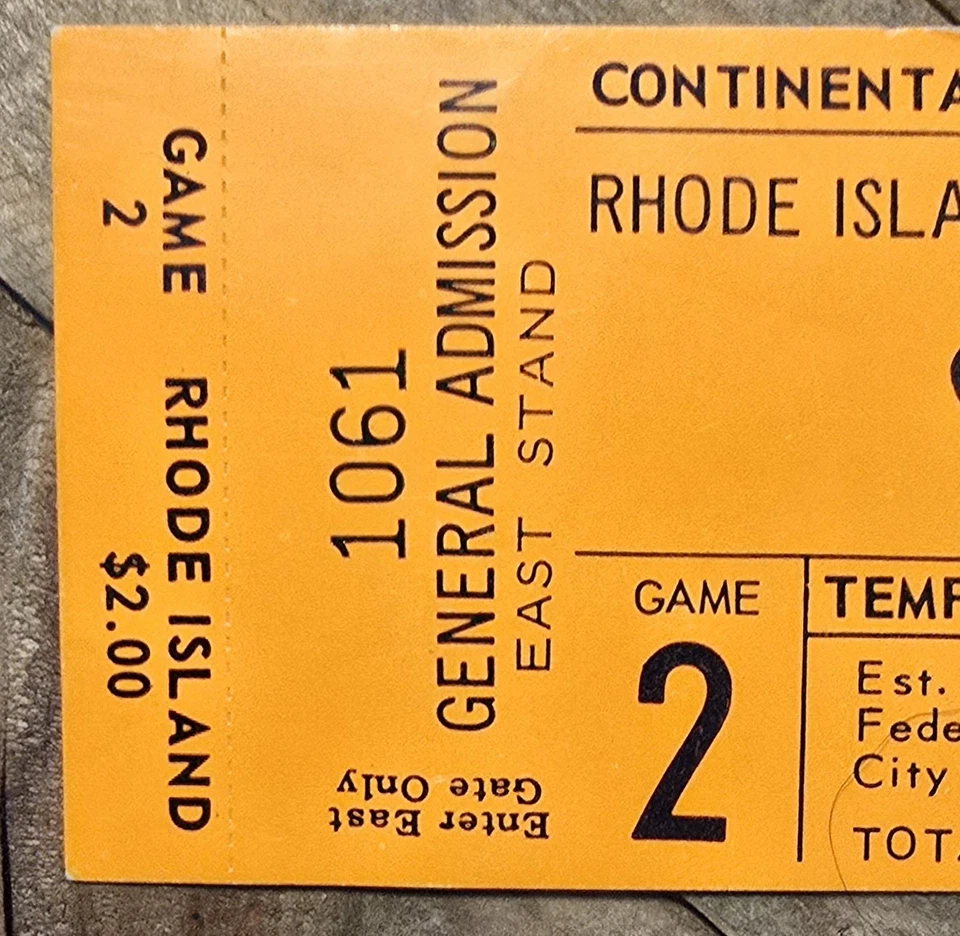 GAME RHODE ISLAND
2 $2.00
1061
GENERAL ADMISSION
EAST STAND
Enter East
Gate Only
CONTINENTA
RHODE ISLA
GAME
2
TEMP
Est.
Fede
City
TOTA